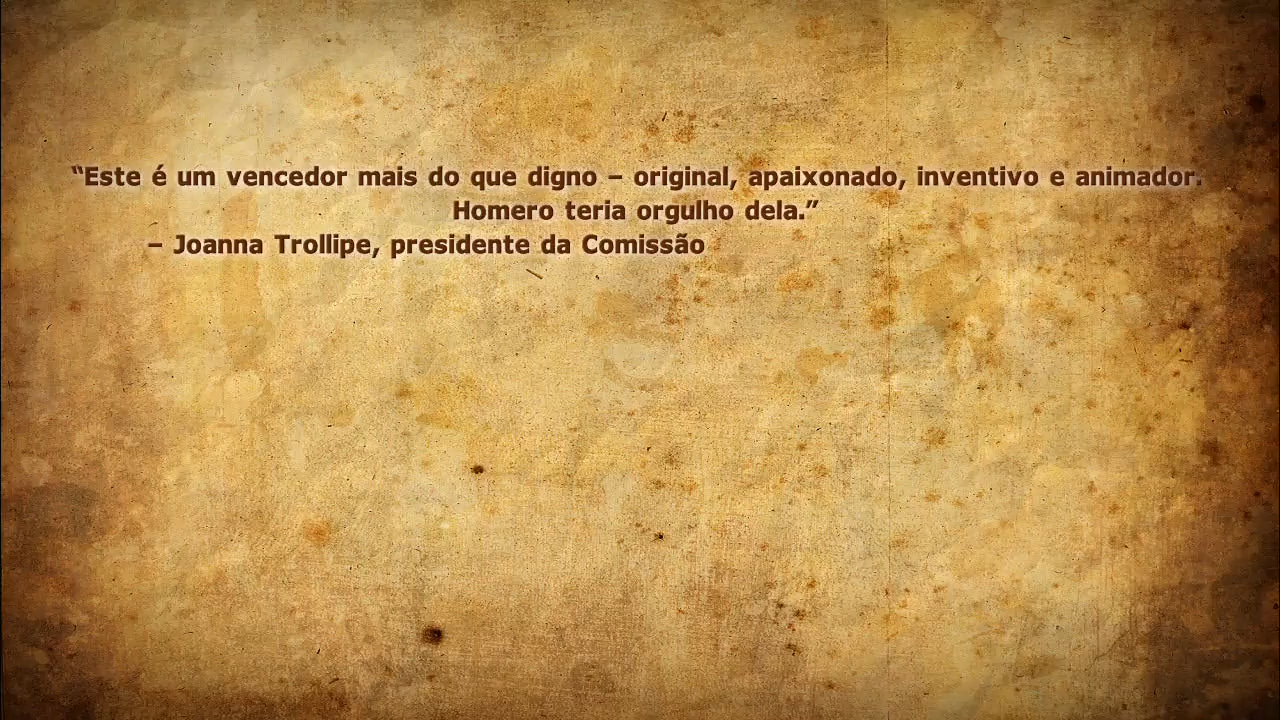 “Este é um vencedor mais do que digno – original, apaixonado, inventivo e animador.
Homero teria orgulho dela.”
– Joanna Trollipe, presidente da Comissão